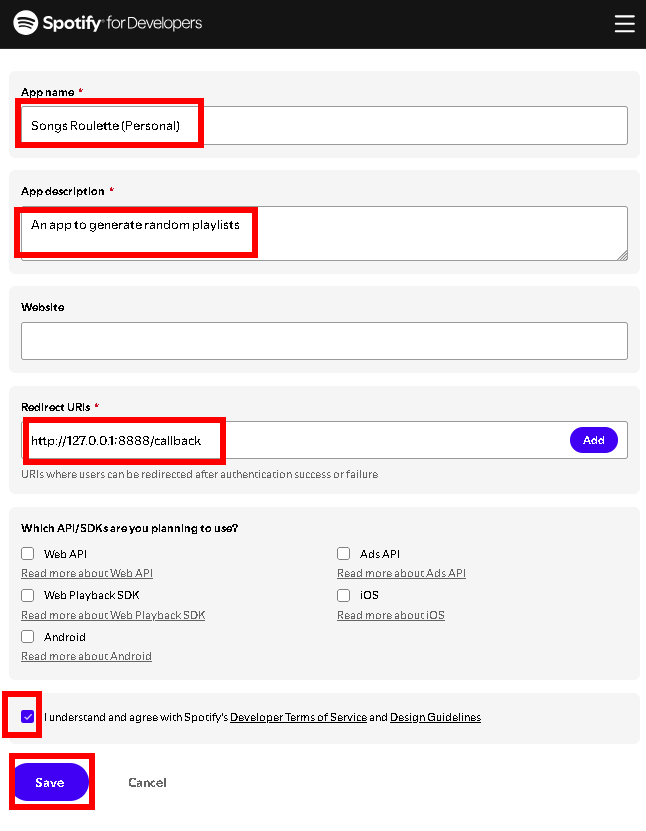 Spotify for Developers
App name *
Songs Roulette (Personal)
App description *
An app to generate random playlists
Website
Redirect URIs *
http://127.0.0.1:8888/callback
Add
URIs where users can be redirected after authentication success or failure
Which API/SDKs are you planning to use?
Web API
Ads API
Read more about Web API
Read more about Ads API
Web Playback SDK
iOS
Read more about Web Playback SDK
Read more about iOS
Android
Read more about Android
I understand and agree with Spotify's Developer Terms of Service and Design Guidelines
Save
Cancel